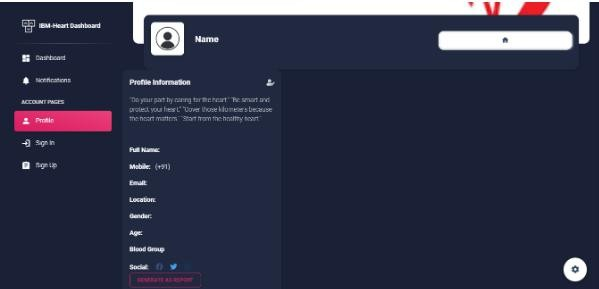 IBM-Heart Dashboard
Dashboard
Notifications
ACCOUNT PAGES
Profile
Sign In
Sign Up
Name
Profile Information
"Do your part by caring for the heart." "Be smart and
protect your heart." "Cover those kilometers because
the heart matters." "Start from the healthy heart."
Full Name:
Mobile: (+91)
Email:
Location:
Gender:
Age:
Blood Group
Social:
GENERATE AS REPORT